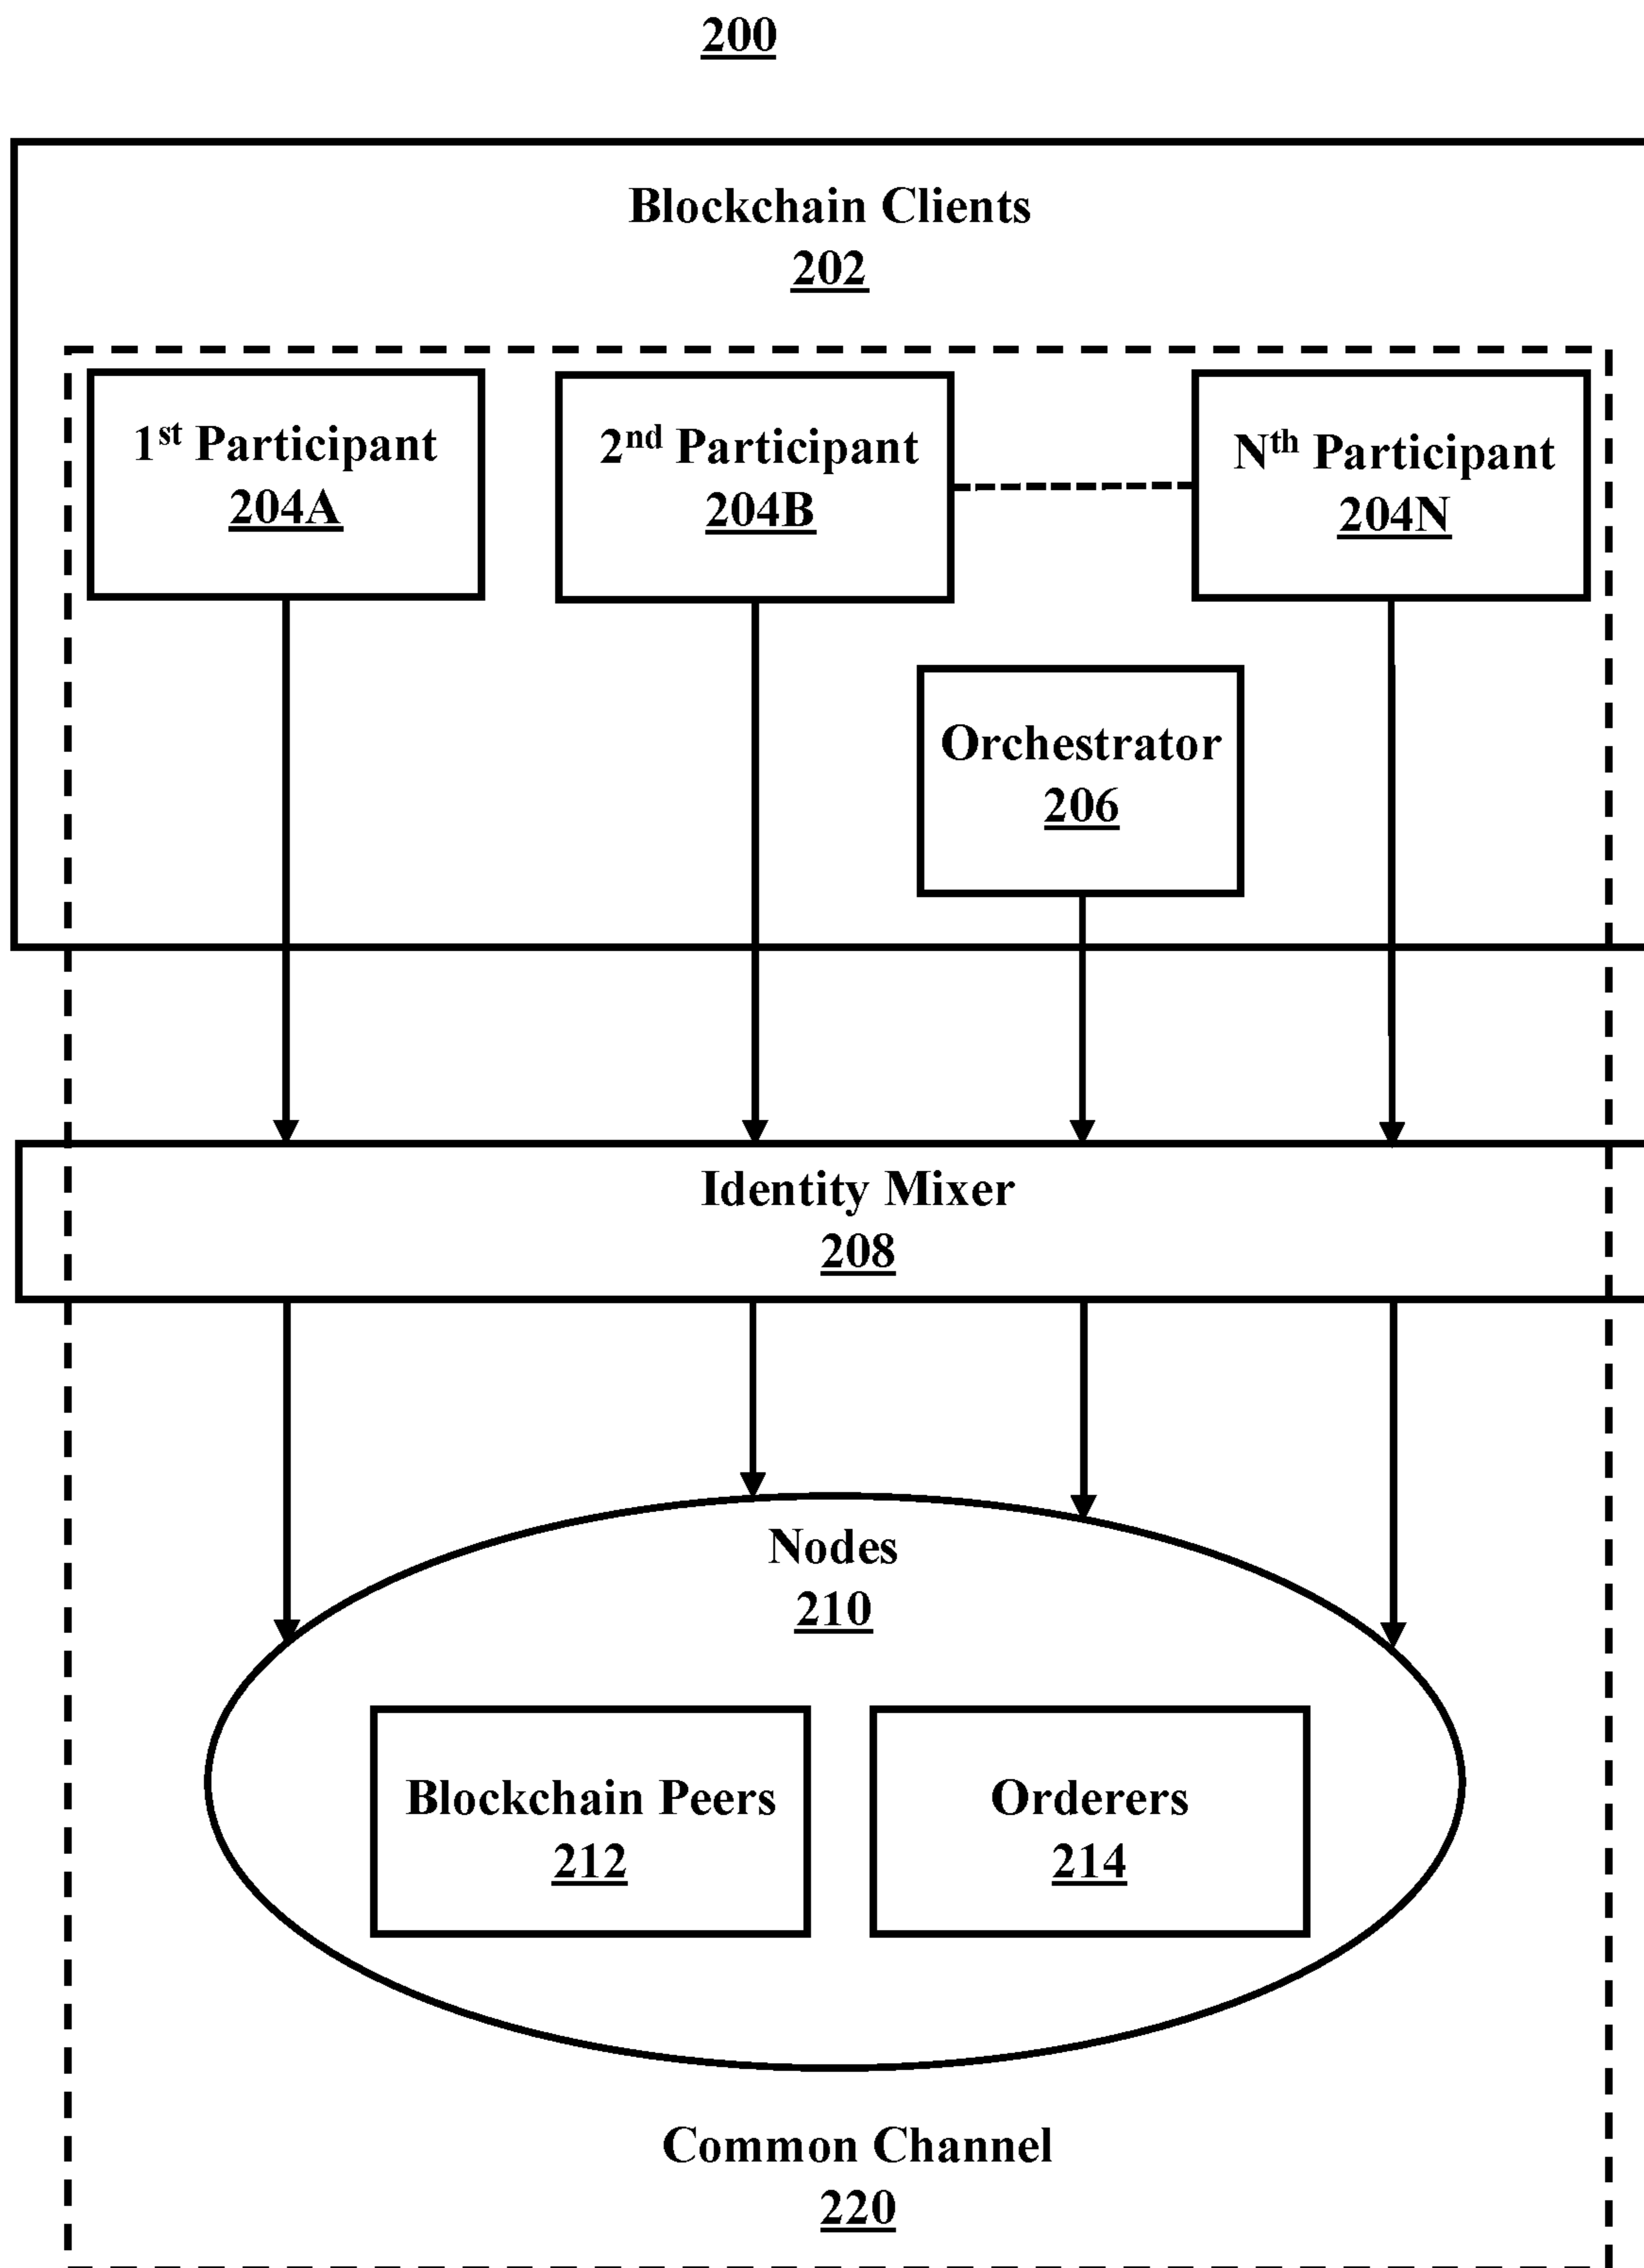 200
Blockchain Clients
202
1st Participant
204A
2nd Participant
204B
Nth Participant
204N
Orchestrator
206
Identity Mixer
208
Nodes
210
Blockchain Peers
212
Orderers
214
Common Channel
220